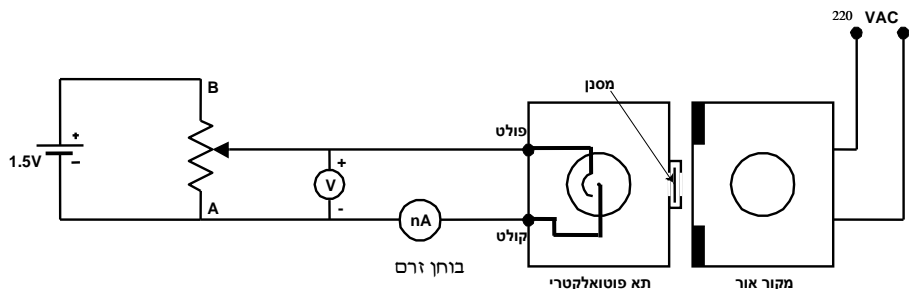 220 VAC
B
מסנן
פולט
+
1.5V
−
+
V
-
A
nA
קולט
בוחן זרם
תא פוטואלקטרי
מקור אור